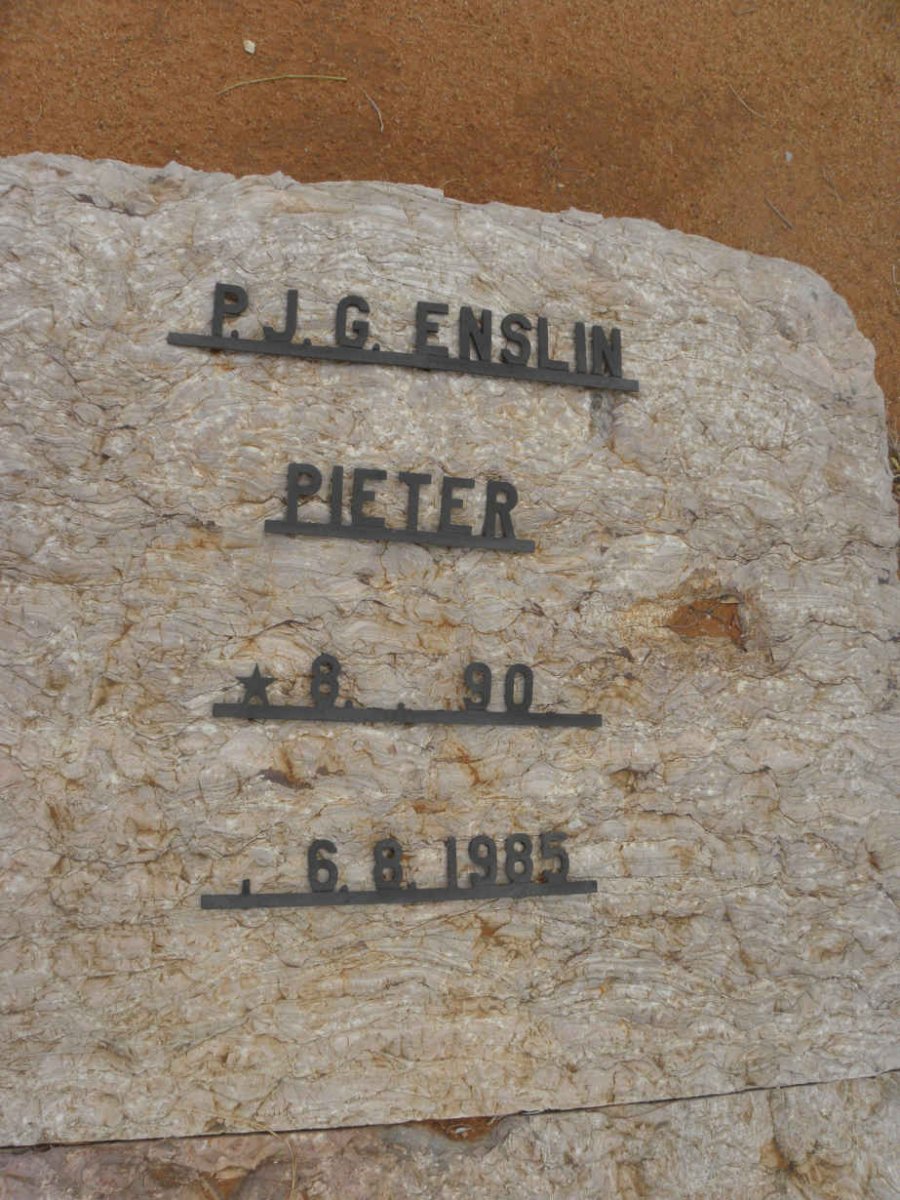 P.J.G. ENSLIN
PIETER
★ 8. . 90
6.8.1985